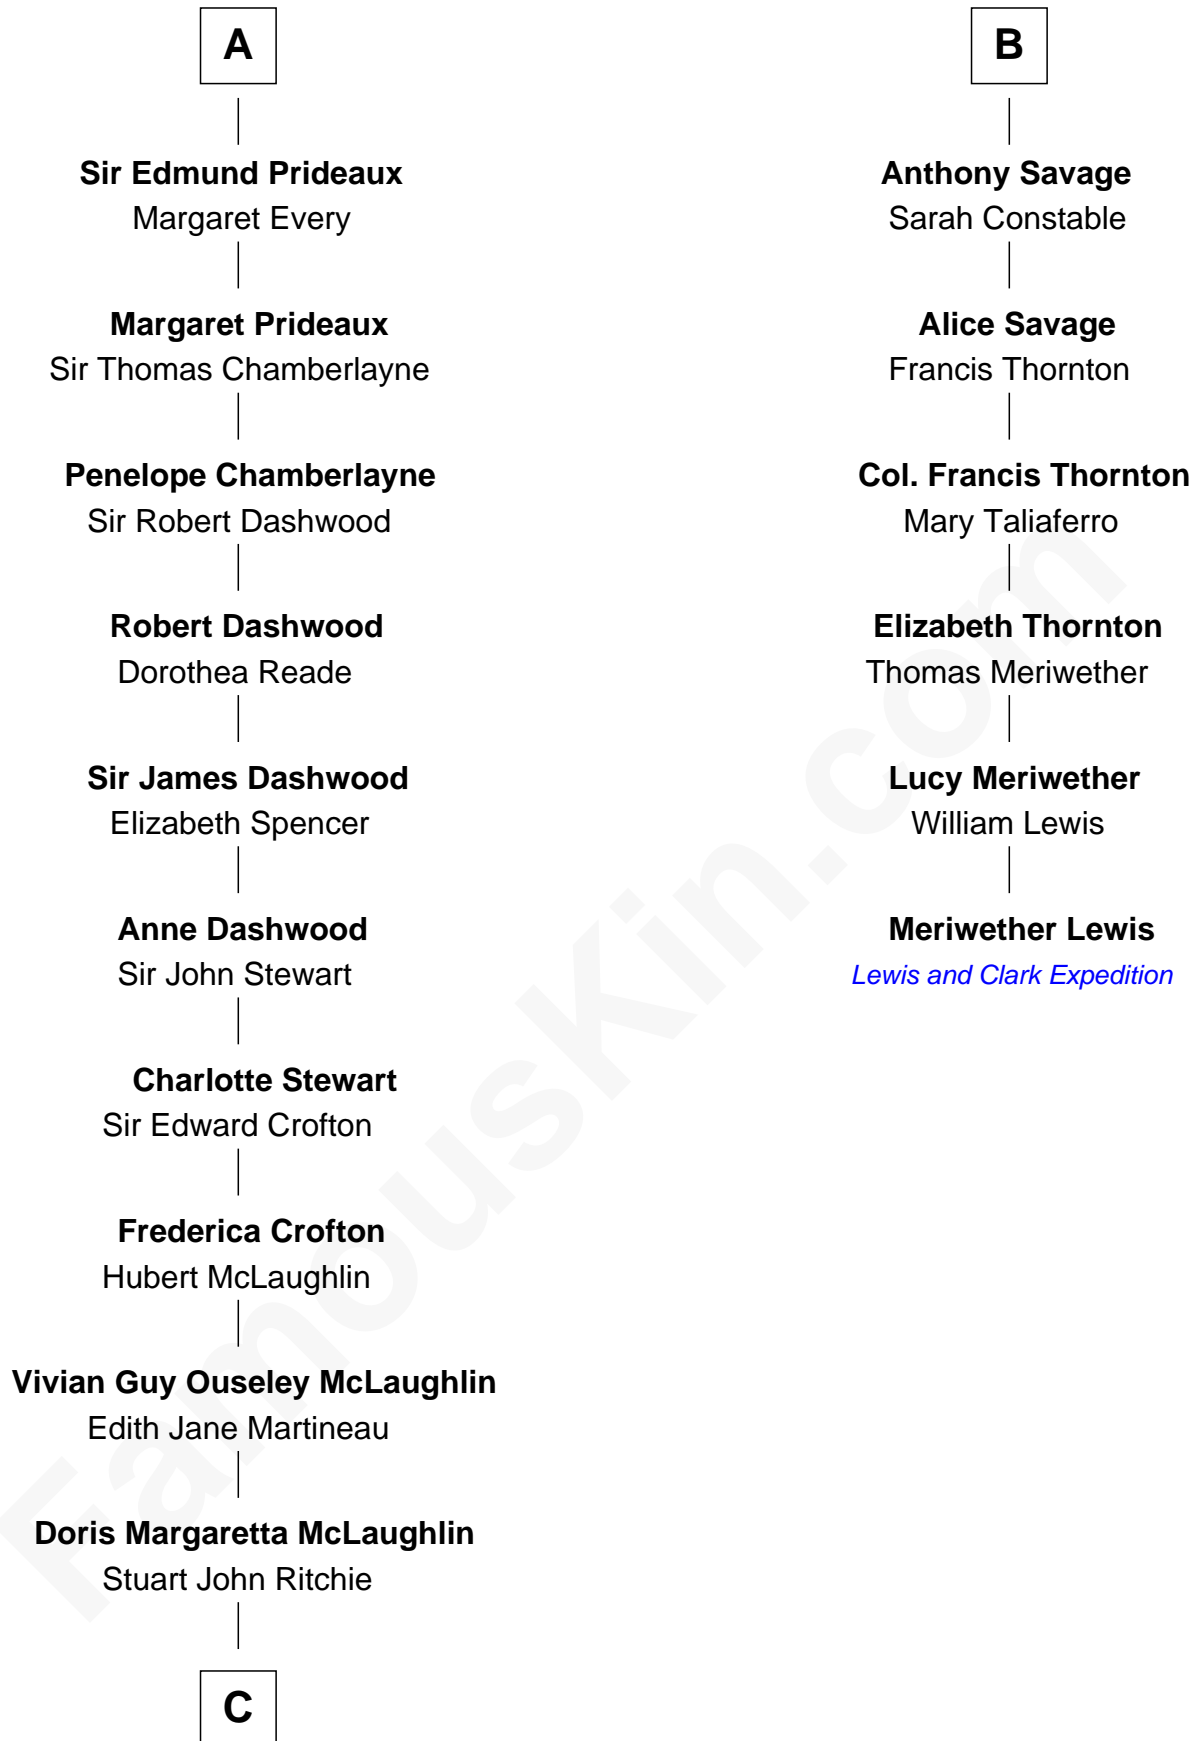 A
Sir Edmund Prideaux
Margaret Every
Margaret Prideaux
Sir Thomas Chamberlayne
Penelope Chamberlayne
Sir Robert Dashwood
Robert Dashwood
Dorothea Reade
Sir James Dashwood
Elizabeth Spencer
Anne Dashwood
Sir John Stewart
Charlotte Stewart
Sir Edward Crofton
Frederica Crofton
Hubert McLaughlin
Vivian Guy Ouseley McLaughlin
Edith Jane Martineau
Doris Margaretta McLaughlin
Stuart John Ritchie
C
B
Anthony Savage
Sarah Constable
Alice Savage
Francis Thornton
Col. Francis Thornton
Mary Taliaferro
Elizabeth Thornton
Thomas Meriwether
Lucy Meriwether
William Lewis
Meriwether Lewis
Lewis and Clark Expedition
FamousKin.com